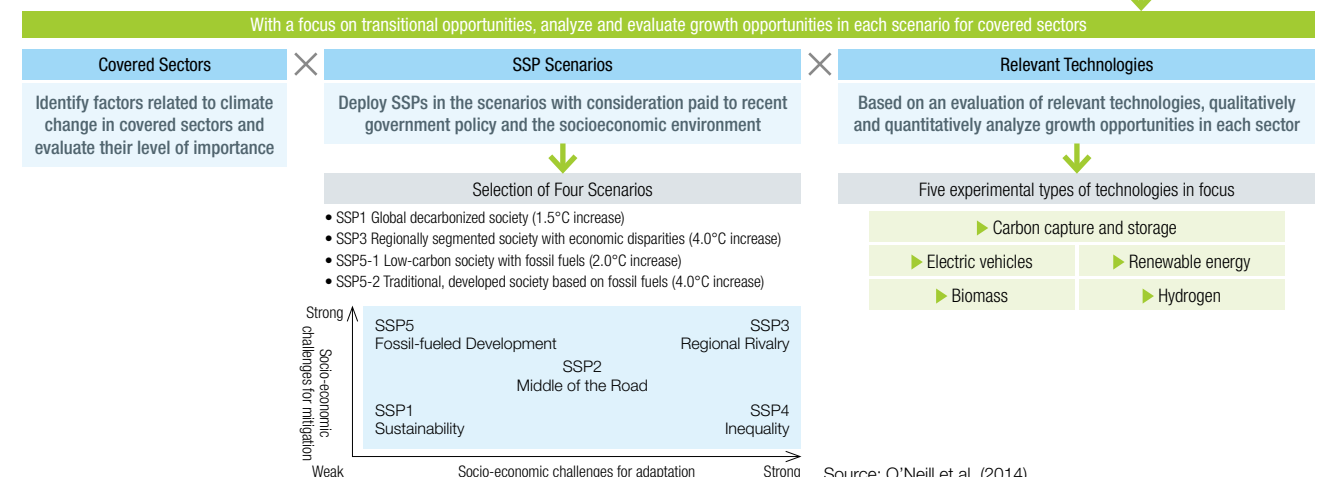 With a focus on transitional opportunities, analyze and evaluate growth opportunities in each scenario for covered sectors
Covered Sectors
Identify factors related to climate
change in covered sectors and
evaluate their level of importance
SSP Scenarios
Deploy SSPs in the scenarios with consideration paid to recent
government policy and the socioeconomic environment
Selection of Four Scenarios
• SSP1 Global decarbonized society (1.5°C increase)
• SSP3 Regionally segmented society with economic disparities (4.0°C increase)
• SSP5-1 Low-carbon society with fossil fuels (2.0°C increase)
• SSP5-2 Traditional, developed society based on fossil fuels (4.0°C increase)
Strong
Socio-economic
challenges for mitigation
SSP5
Fossil-fueled Development
SSP3
Regional Rivalry
SSP2
Middle of the Road
SSP1
Sustainability
SSP4
Inequality
Weak
Socio-economic challenges for adaptation
Strong
Source: O'Neill et al. (2014)
Relevant Technologies
Based on an evaluation of relevant technologies, qualitatively
and quantitatively analyze growth opportunities in each sector
Five experimental types of technologies in focus
Carbon capture and storage
Electric vehicles
Renewable energy
Biomass
Hydrogen